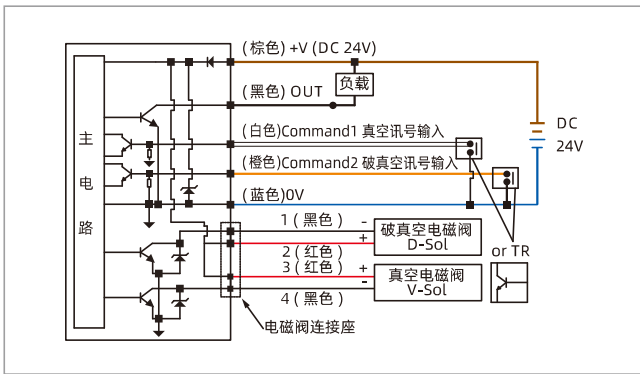 (棕色) +V (DC 24V)
负载
(黑色) OUT
主电路
(白色)Command1 真空讯号输入
DC
24V
(橙色)Command2 破真空讯号输入
(蓝色)0V
1 ( 黑色 )
-
破真空电磁阀
D-Sol
+
2 ( 红色 )
or TR
3 ( 红色 )
+
真空电磁阀
V-Sol
-
4 ( 黑色 )
电磁阀连接座